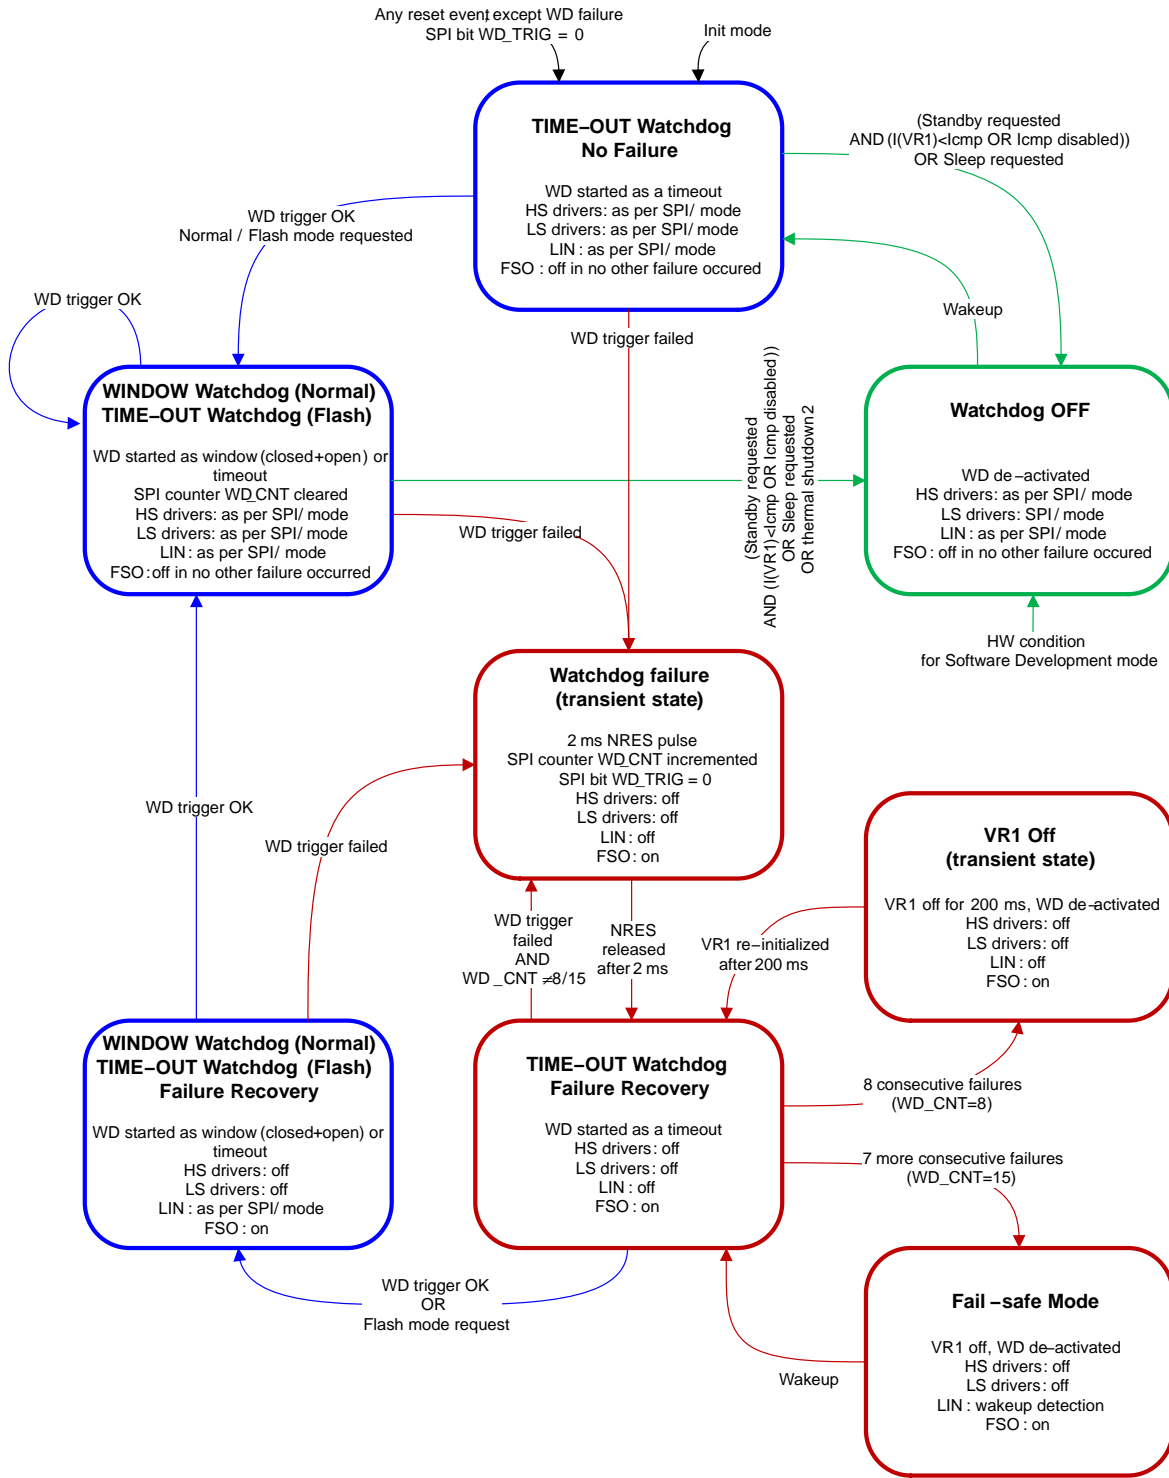 Any reset event, except WD failure
SPI bit WD_TRIG = 0
Init mode
TIME–OUT Watchdog
No Failure
WD started as a timeout
HS drivers: as per SPI/ mode
LS drivers: as per SPI/ mode
LIN : as per SPI/ mode
FSO : off in no other failure occured
(Standby requested
AND (I(VR1)<Icmp OR Icmp disabled))
OR Sleep requested
WD trigger OK
Normal / Flash mode requested
WD trigger OK
WD trigger failed
Wakeup
WINDOW Watchdog (Normal)
TIME–OUT Watchdog (Flash)
WD started as window (closed+open) or
timeout
SPI counter WD_CNT cleared
HS drivers: as per SPI/ mode
LS drivers: as per SPI/ mode
LIN : as per SPI/ mode
FSO : off in no other failure occurred
WD trigger failed
(Standby requested
AND (I(VR1)<Icmp OR Icmp disabled))
OR Sleep requested
OR thermal shutdown 2
Watchdog OFF
WD de–activated
HS drivers: as per SPI/ mode
LS drivers: SPI/ mode
LIN : as per SPI/ mode
FSO : off in no other failure occured
HW condition
for Software Development mode
Watchdog failure
(transient state)
2 ms NRES pulse
SPI counter WD_CNT incremented
SPI bit WD_TRIG = 0
HS drivers: off
LS drivers: off
LIN : off
FSO : on
WD trigger OK
WD trigger failed
WD trigger
failed
AND
WD _CNT ≠8/15
NRES
released
after 2 ms
VR1 re–initialized
after 200 ms
VR1 Off
(transient state)
VR1 off for 200 ms, WD de–activated
HS drivers: off
LS drivers: off
LIN : off
FSO : on
WINDOW Watchdog (Normal)
TIME–OUT Watchdog (Flash)
Failure Recovery
WD started as window (closed+open) or
timeout
HS drivers: off
LS drivers: off
LIN : as per SPI/ mode
FSO : on
TIME–OUT Watchdog
Failure Recovery
WD started as a timeout
HS drivers: off
LS drivers: off
LIN : off
FSO : on
8 consecutive failures
(WD_CNT=8)
7 more consecutive failures
(WD_CNT=15)
WD trigger OK
OR
Flash mode request
Wakeup
Fail –safe Mode
VR1 off, WD de–activated
HS drivers: off
LS drivers: off
LIN : wakeup detection
FSO : on